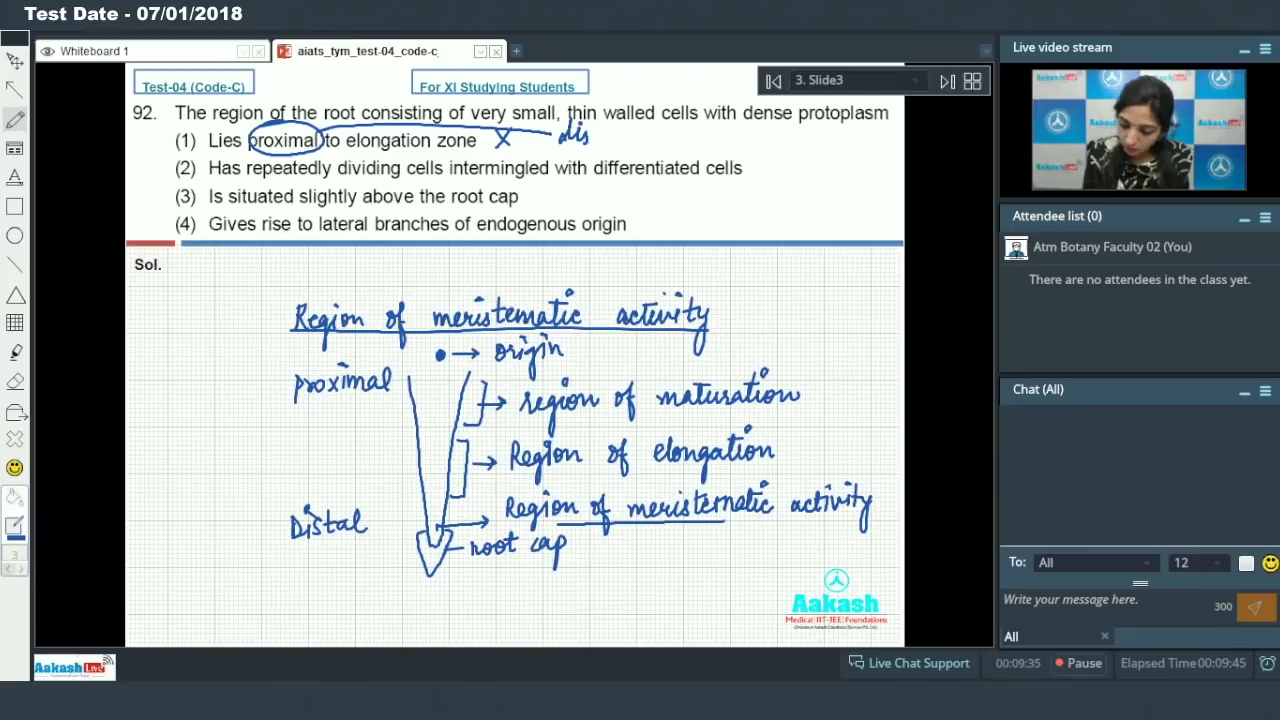 Test Date - 07/01/2018
Whiteboard 1
aiats_tym_test-04_code-c
Live video stream
Test-04 (Code-C)
For XI Studying Students
3. Slide3
92. The region of the root consisting of very small, thin walled cells with dense protoplasm
(1) Lies proximal to elongation zone X dis
(2) Has repeatedly dividing cells intermingled with differentiated cells
(3) Is situated slightly above the root cap
(4) Gives rise to lateral branches of endogenous origin
Sol.
Region of meristematic activity
origin
proximal
region of maturation
Region of elongation
Region of meristematic activity
Distal
root cap
Aakash
Medical|IIT-JEE|Foundations
Attendee list (0)
Atm Botany Faculty 02 (You)
There are no attendees in the class yet.
Chat (All)
To: All 12
Write your message here.
300
All
3
Aakash Live
Live Chat Support
00:09:35
Pause
Elapsed Time 00:09:45